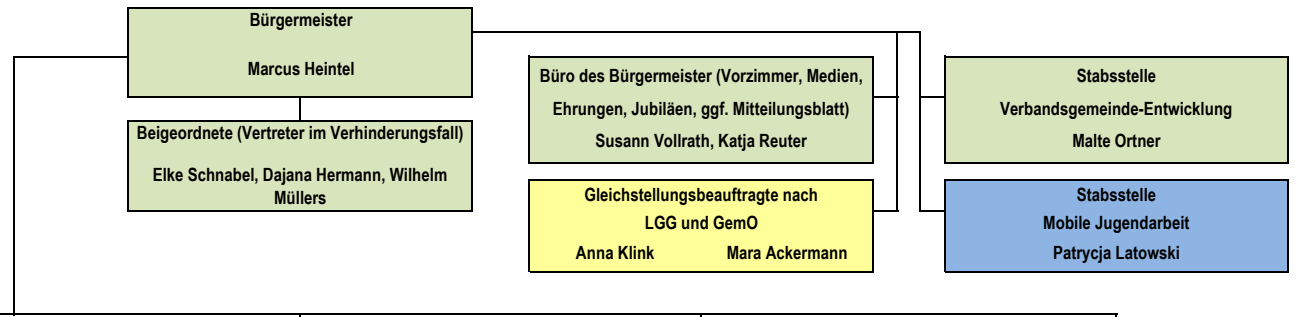 Bürgermeister
Marcus Heintel
Beigeordnete (Vertreter im Verhinderungsfall)
Elke Schnabel, Dajana Hermann, Wilhelm
Müllers
Büro des Bürgermeister (Vorzimmer, Medien,
Ehrungen, Jubiläen, ggf. Mitteilungsblatt)
Susann Vollrath, Katja Reuter
Gleichstellungsbeauftragte nach
LGG und GemO
Anna Klink Mara Ackermann
Stabsstelle
Verbandsgemeinde-Entwicklung
Malte Ortner
Stabsstelle
Mobile Jugendarbeit
Patrycja Latowski